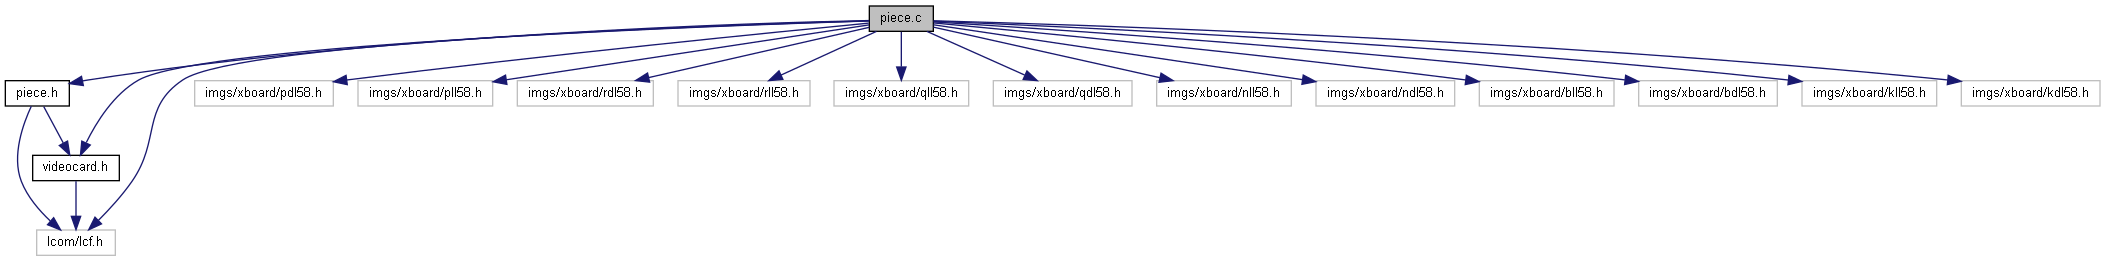 piece.c
piece.h
imgs/xboard/pdl58.h
imgs/xboard/pll58.h
imgs/xboard/rdl58.h
imgs/xboard/rll58.h
imgs/xboard/qll58.h
imgs/xboard/qdl58.h
imgs/xboard/nll58.h
imgs/xboard/ndl58.h
imgs/xboard/bll58.h
imgs/xboard/bdl58.h
imgs/xboard/kll58.h
imgs/xboard/kdl58.h
videocard.h
lcom/lcf.h